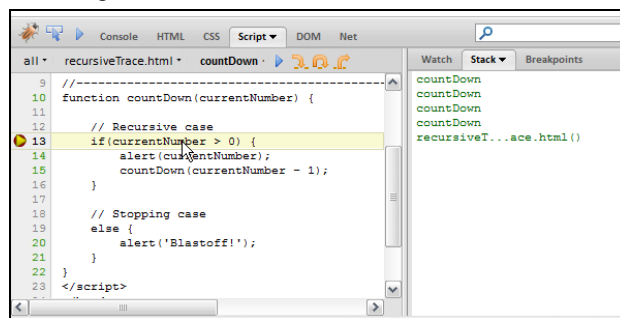 Console HTML CSS Script DOM Net
all recursiveTrace.html countDown
Watch Stack Breakpoints
9 //----------------------------------------
10 function countDown(currentNumber) {
11
12 // Recursive case
13 if(currentNumber > 0) {
14 alert(currentNumber);
15 countDown(currentNumber - 1);
16 }
17
18 // Stopping case
19 else {
20 alert('Blastoff!');
21 }
22 }
23 </script>
countDown
countDown
countDown
countDown
recursiveT...ace.html()